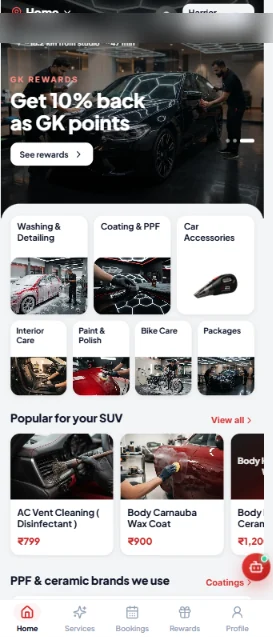 Home
Harrier
GK REWARDS
Get 10% back
as GK points
See rewards
Washing &
Detailing
Coating & PPF
Car
Accessories
Interior
Care
Paint &
Polish
Bike Care
Packages
Popular for your SUV
View all
AC Vent Cleaning (
Disinfectant )
₹799
Body Carnauba
Wax Coat
₹900
₹1,20
PPF & ceramic brands we use
Coatings
Home
Services
Bookings
Rewards
Profile